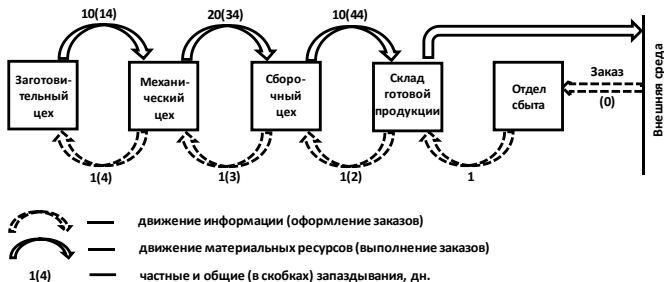 10(14)
20(34)
10(44)
Заготови-
тельный
цех
Механи-
ческий
цех
Сбороч-
ный
цех
Склад
готовой
продукции
Отдел
сбыта
Заказ
(0)
Внешняя среда
1(4)
1(3)
1(2)
1
движение информации (оформление заказов)
движение материальных ресурсов (выполнение заказов)
1(4)
частные и общие (в скобках) запаздывания, дн.